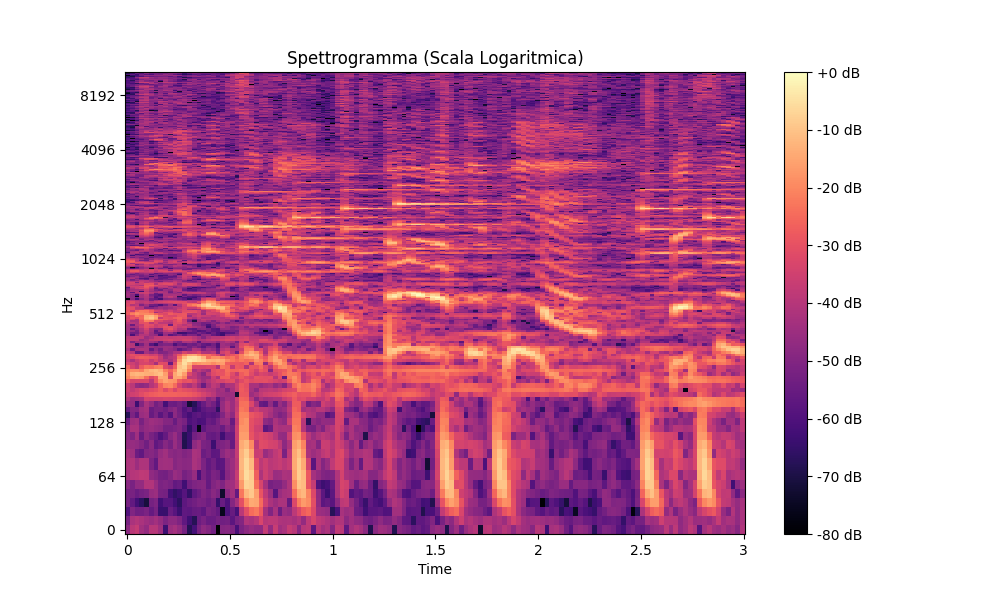 Spettrogramma (Scala Logaritmica)
8192
4096
2048
1024
512
256
128
64
0
Hz
0
0.5
1
1.5
2
2.5
3
Time
+0 dB
-10 dB
-20 dB
-30 dB
-40 dB
-50 dB
-60 dB
-70 dB
-80 dB